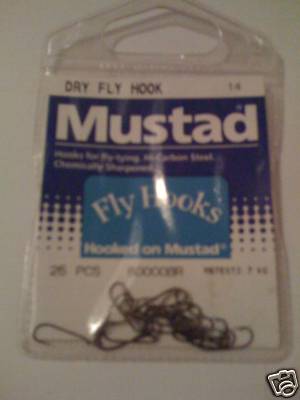 DRY FLY HOOK 14
Mustad
Hooks for fly-tying. Hi-Carbon Steel.
Chemically Sharpened
Fly Hooks
Hooked on Mustad®
25 PCS 80000BR